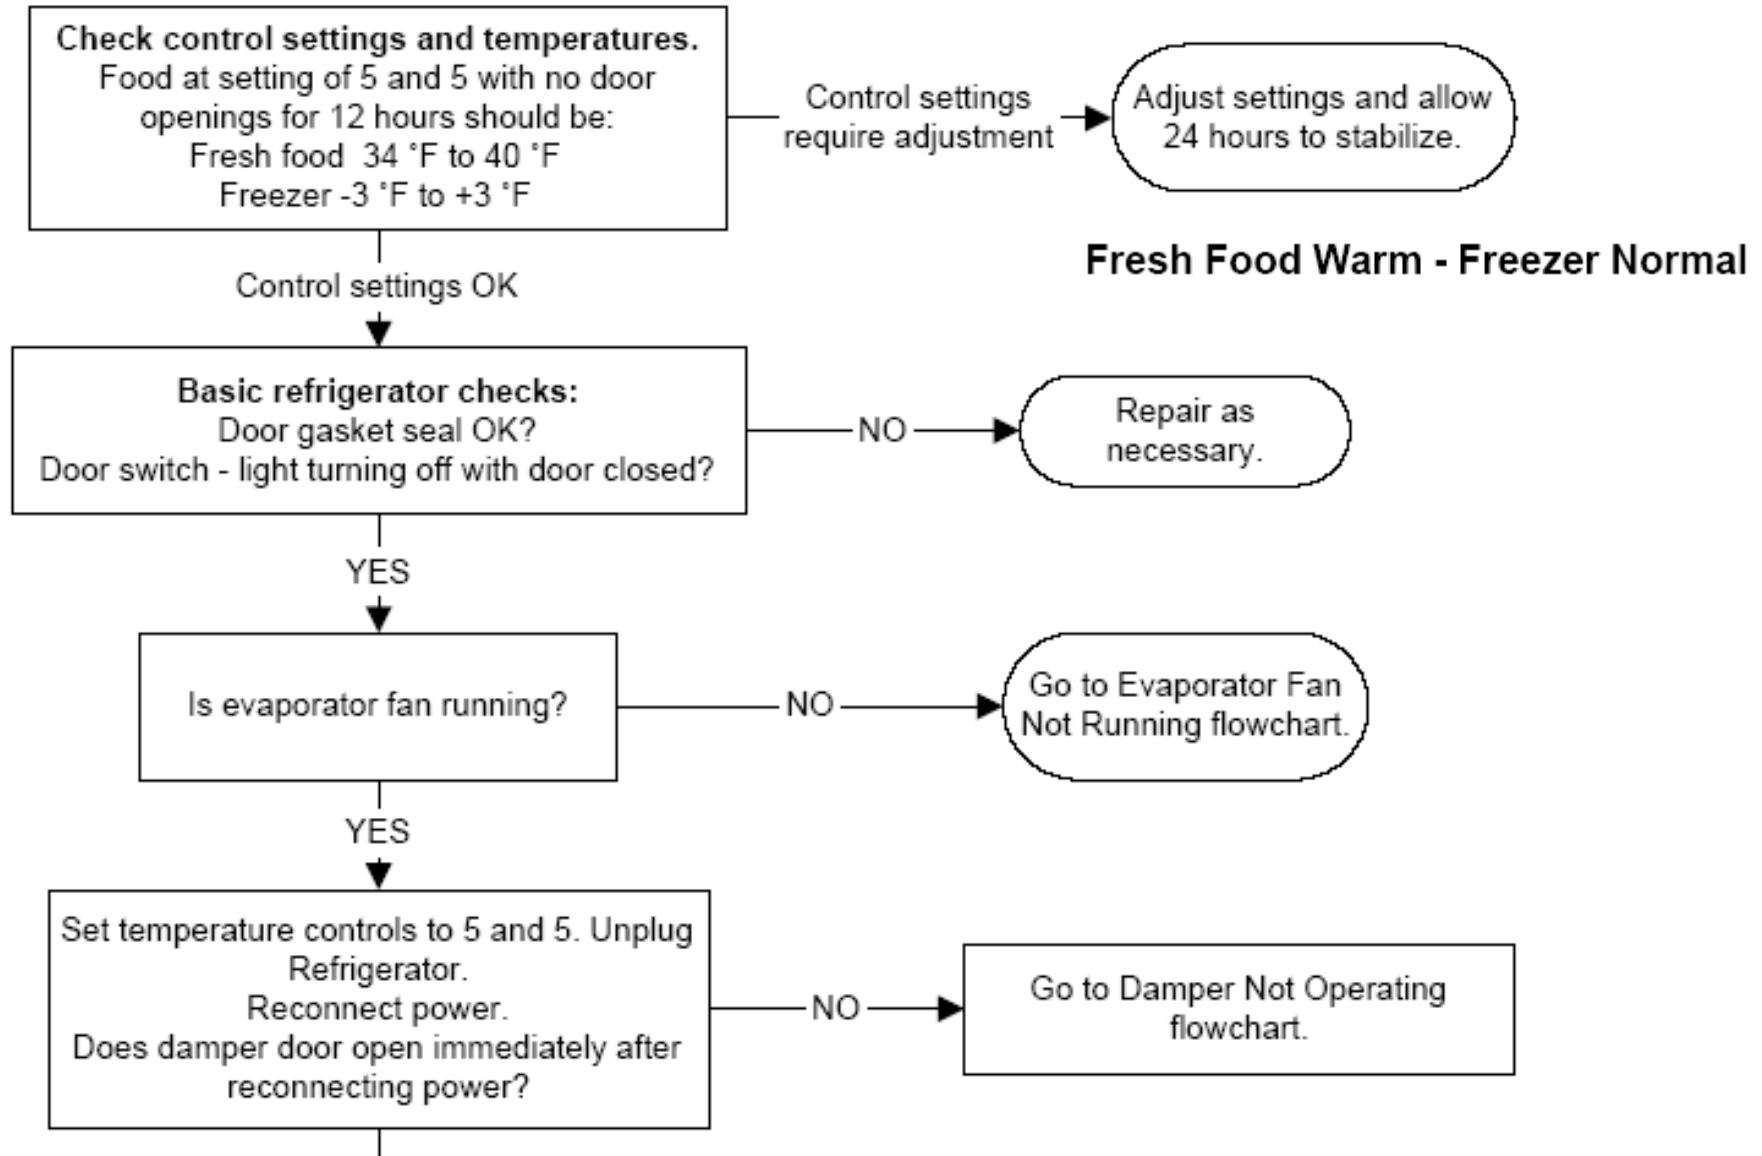 Check control settings and temperatures.
Food at setting of 5 and 5 with no door
openings for 12 hours should be:
Fresh food  34 °F to 40 °F
Freezer -3 °F to +3 °F
Control settings
require adjustment
Adjust settings and allow
24 hours to stabilize.
Fresh Food Warm - Freezer Normal
Control settings OK
Basic refrigerator checks:
Door gasket seal OK?
Door switch - light turning off with door closed?
NO
Repair as
necessary.
YES
Is evaporator fan running?
NO
Go to Evaporator Fan
Not Running flowchart.
YES
Set temperature controls to 5 and 5. Unplug
Refrigerator.
Reconnect power.
Does damper door open immediately after
reconnecting power?
NO
Go to Damper Not Operating
flowchart.